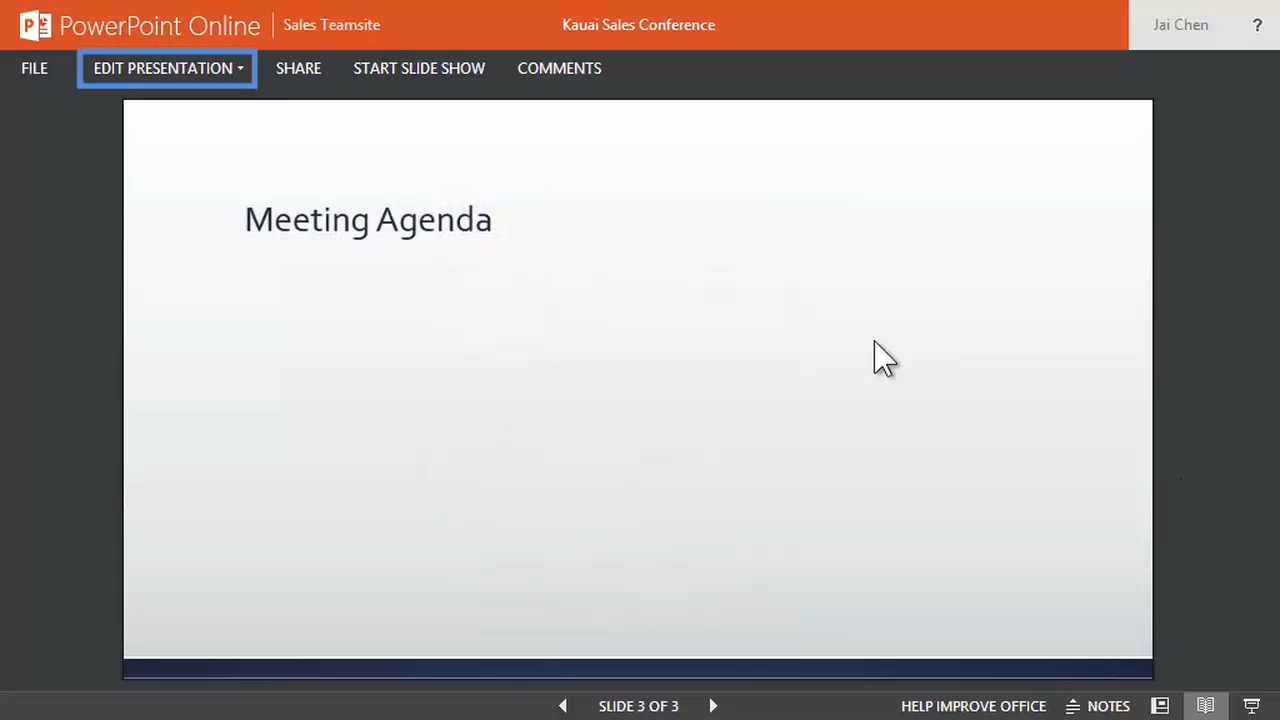 PowerPoint Online Sales Teamsite Kauai Sales Conference Jai Chen ?
FILE EDIT PRESENTATION SHARE START SLIDE SHOW COMMENTS
Meeting Agenda
SLIDE 3 OF 3 HELP IMPROVE OFFICE NOTES